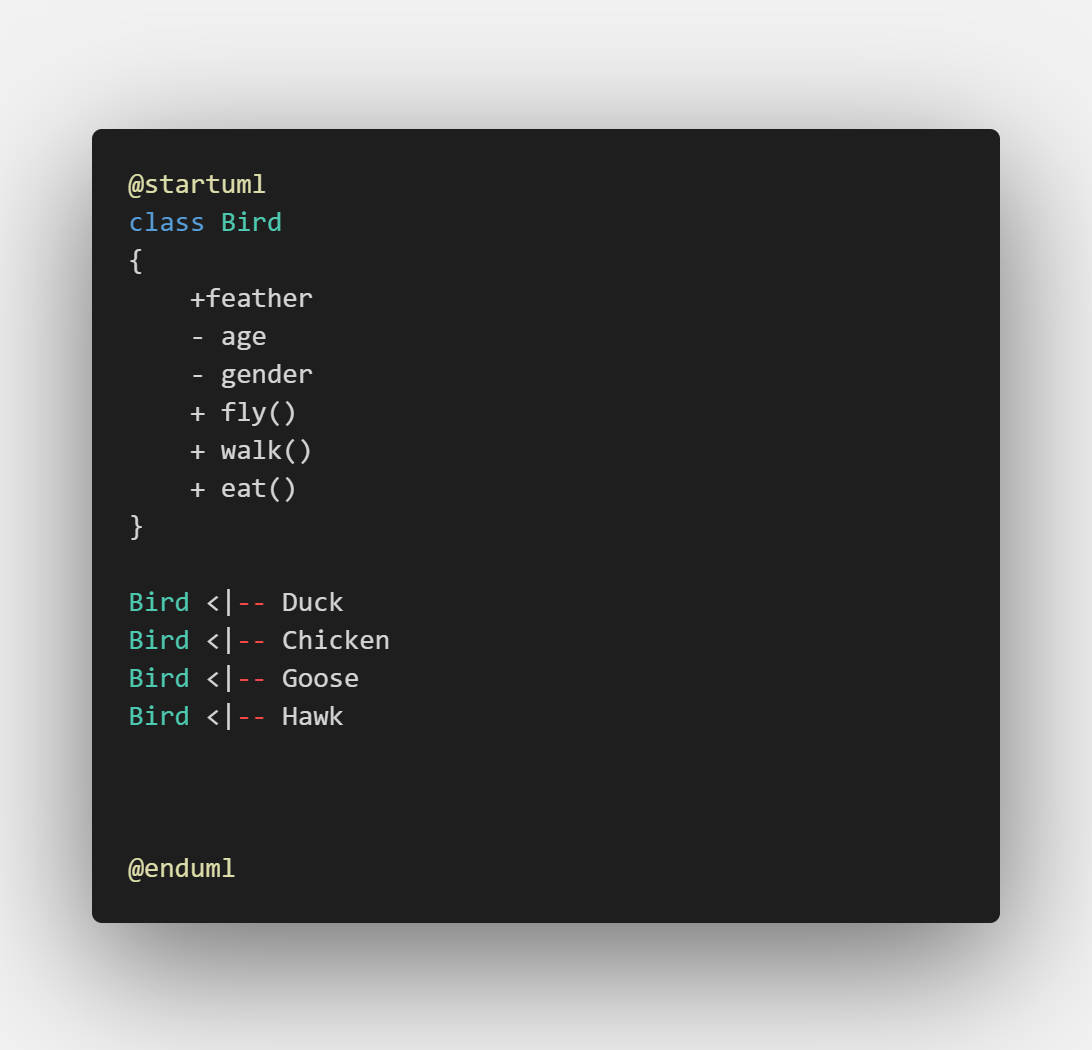 @startuml
class Bird
{
    +feather
    - age
    - gender
    + fly()
    + walk()
    + eat()
}

Bird <|-- Duck
Bird <|-- Chicken
Bird <|-- Goose
Bird <|-- Hawk

@enduml